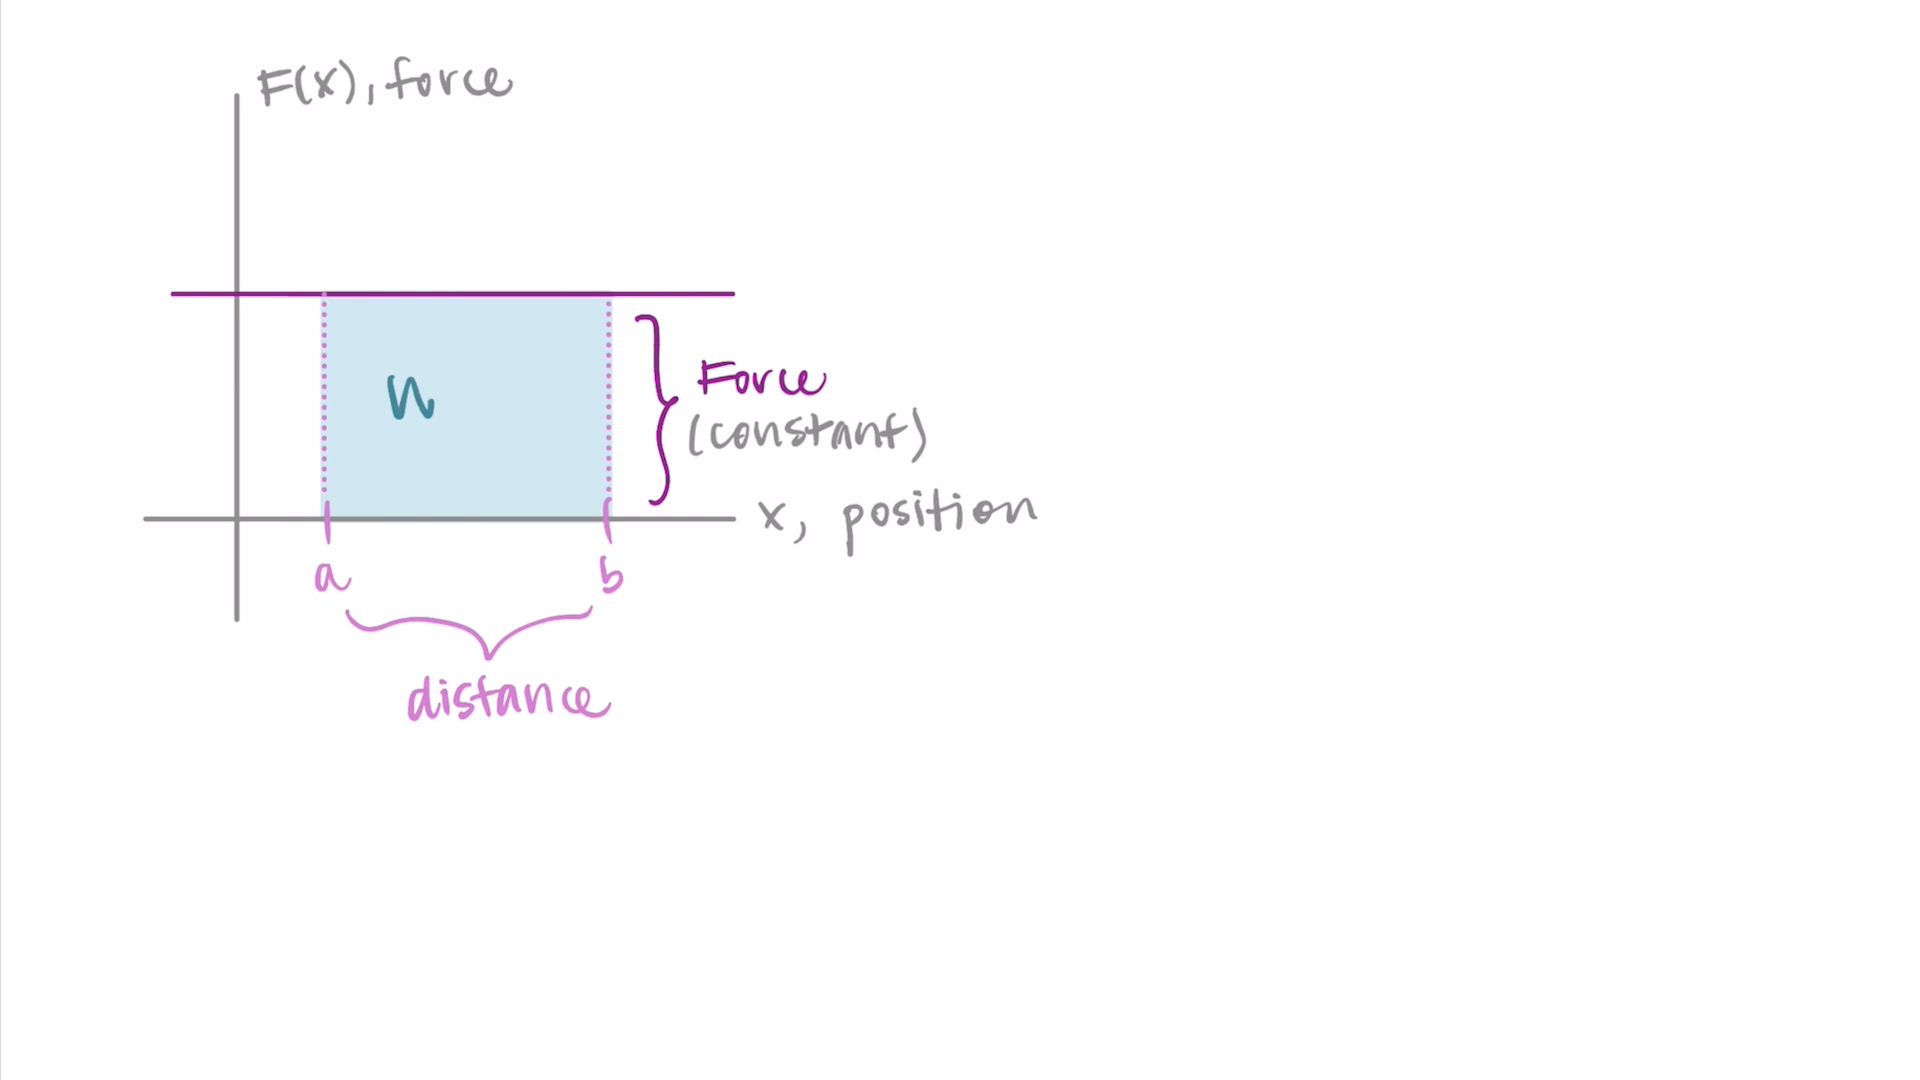 F(x), force
n
Force
(constant)
x, position
a
b
distance